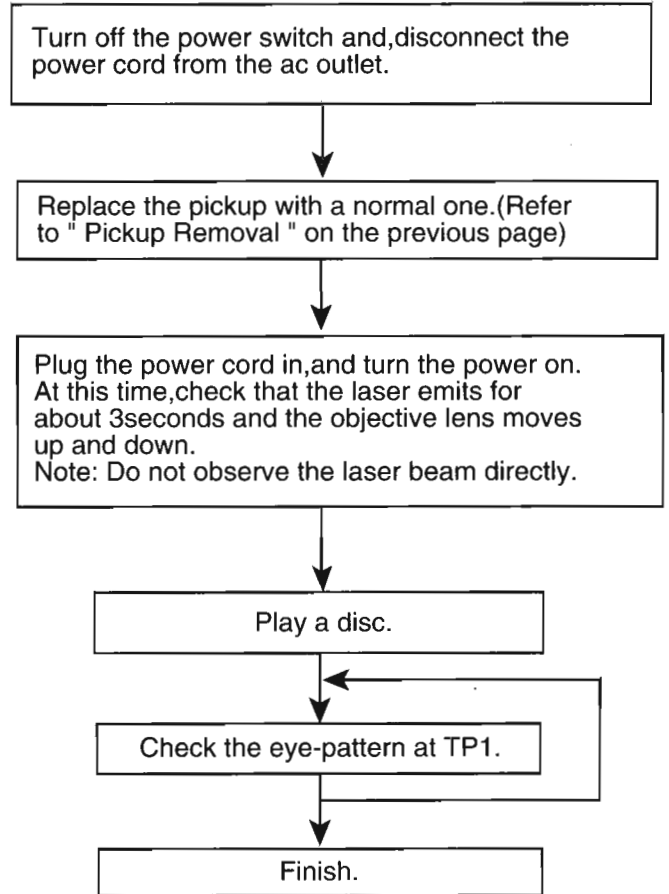 Turn off the power switch and,disconnect the
power cord from the ac outlet.
Replace the pickup with a normal one.(Refer
to " Pickup Removal " on the previous page)
Plug the power cord in,and turn the power on.
At this time,check that the laser emits for
about 3seconds and the objective lens moves
up and down.
Note: Do not observe the laser beam directly.
Play a disc.
Check the eye-pattern at TP1.
Finish.